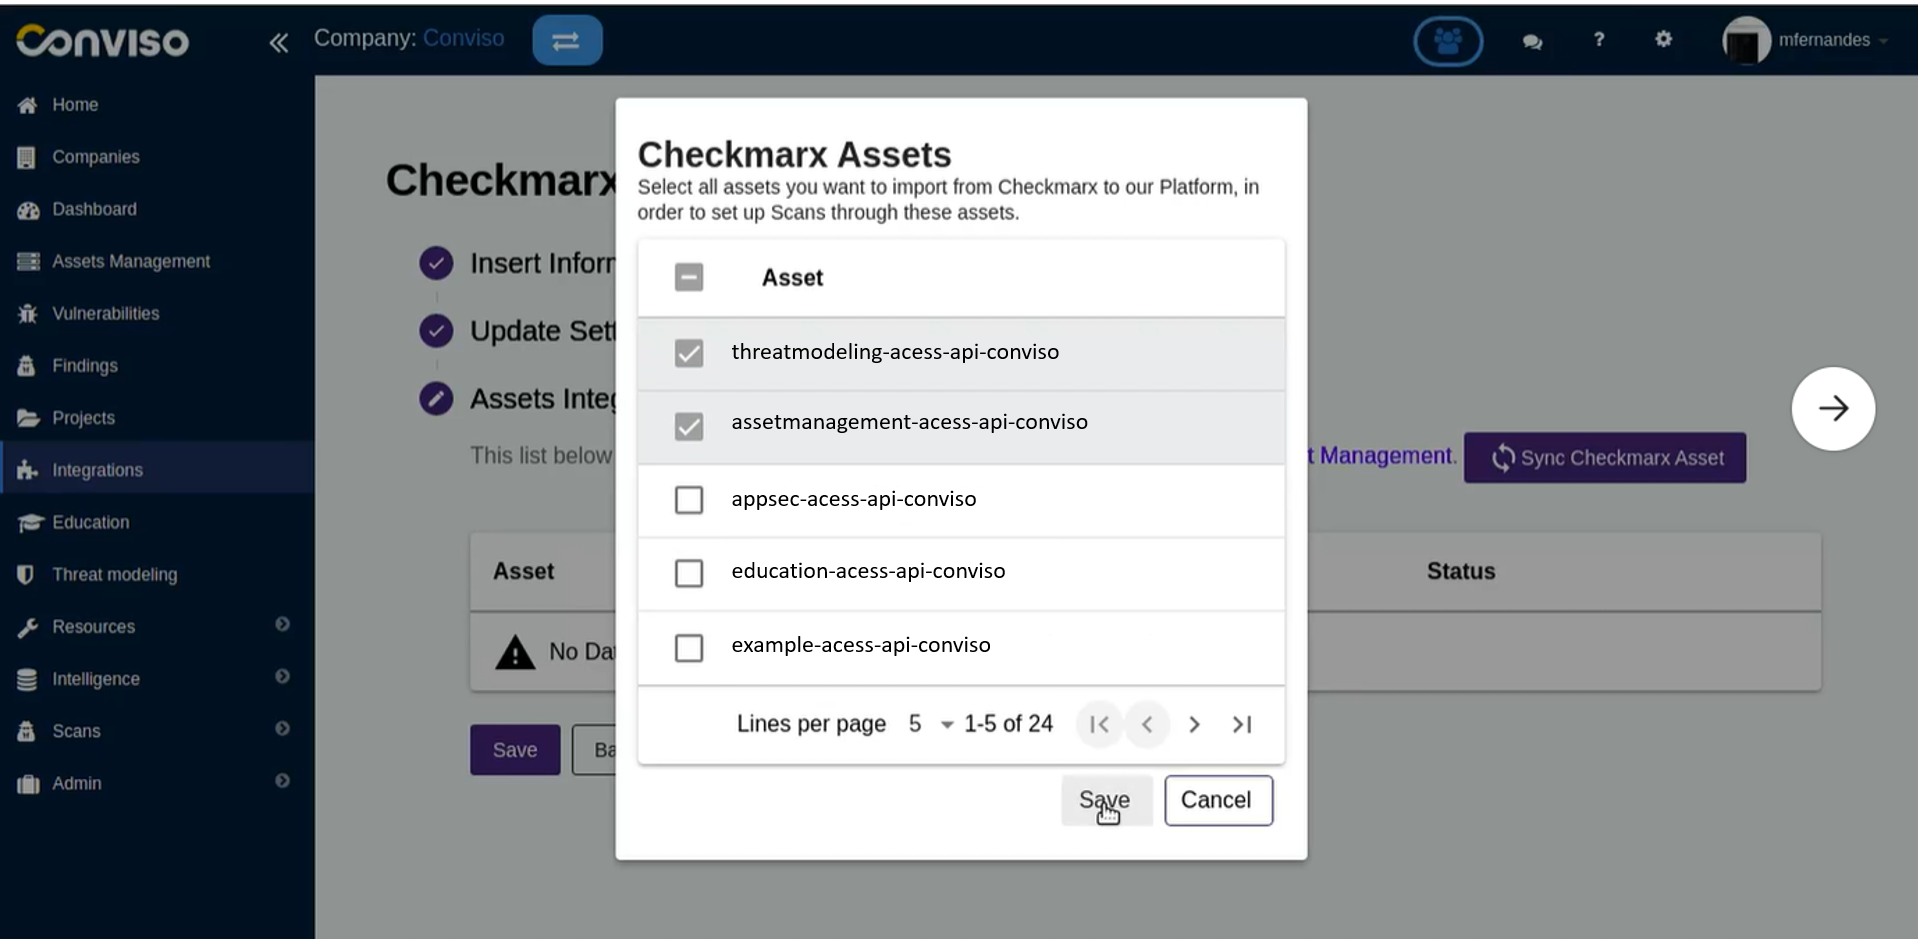 Conviso
Company: Conviso
?
mfernandes
Home
Companies
Dashboard
Assets Management
Vulnerabilities
Findings
Projects
Integrations
Education
Threat modeling
Resources
Intelligence
Scans
Admin
Checkmarx
Insert Infor
Update Set
Assets Inte
This list below
t Management.
Sync Checkmarx Asset
Asset
Status
No Da
Save
Ba
Checkmarx Assets
Select all assets you want to import from Checkmarx to our Platform, in
order to set up Scans through these assets.
Asset
threatmodeling-acess-api-conviso
assetmanagement-acess-api-conviso
appsec-acess-api-conviso
education-acess-api-conviso
example-acess-api-conviso
Lines per page 5 1-5 of 24
Save
Cancel